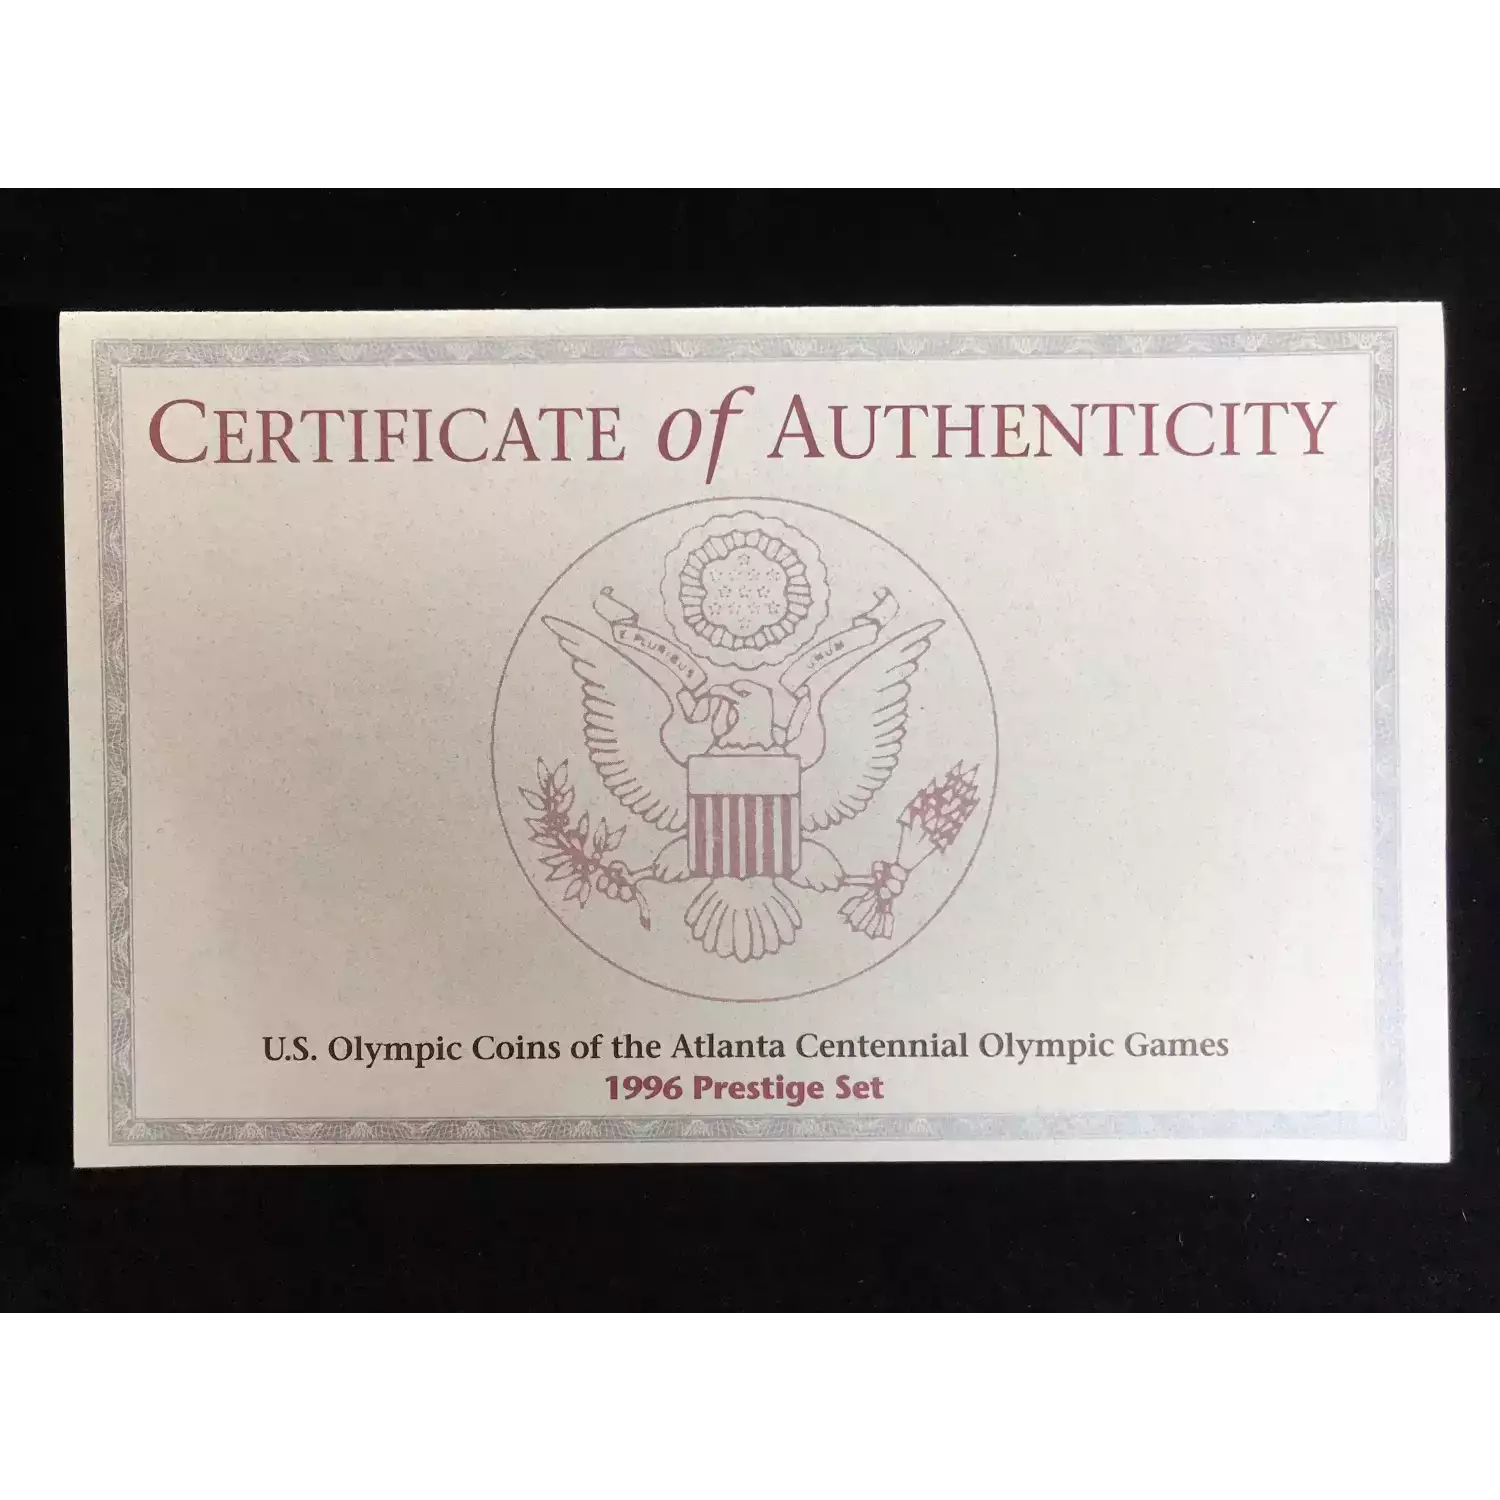 CERTIFICATE of AUTHENTICITY
E PLURIBUS UNUM
U.S. Olympic Coins of the Atlanta Centennial Olympic Games
1996 Prestige Set